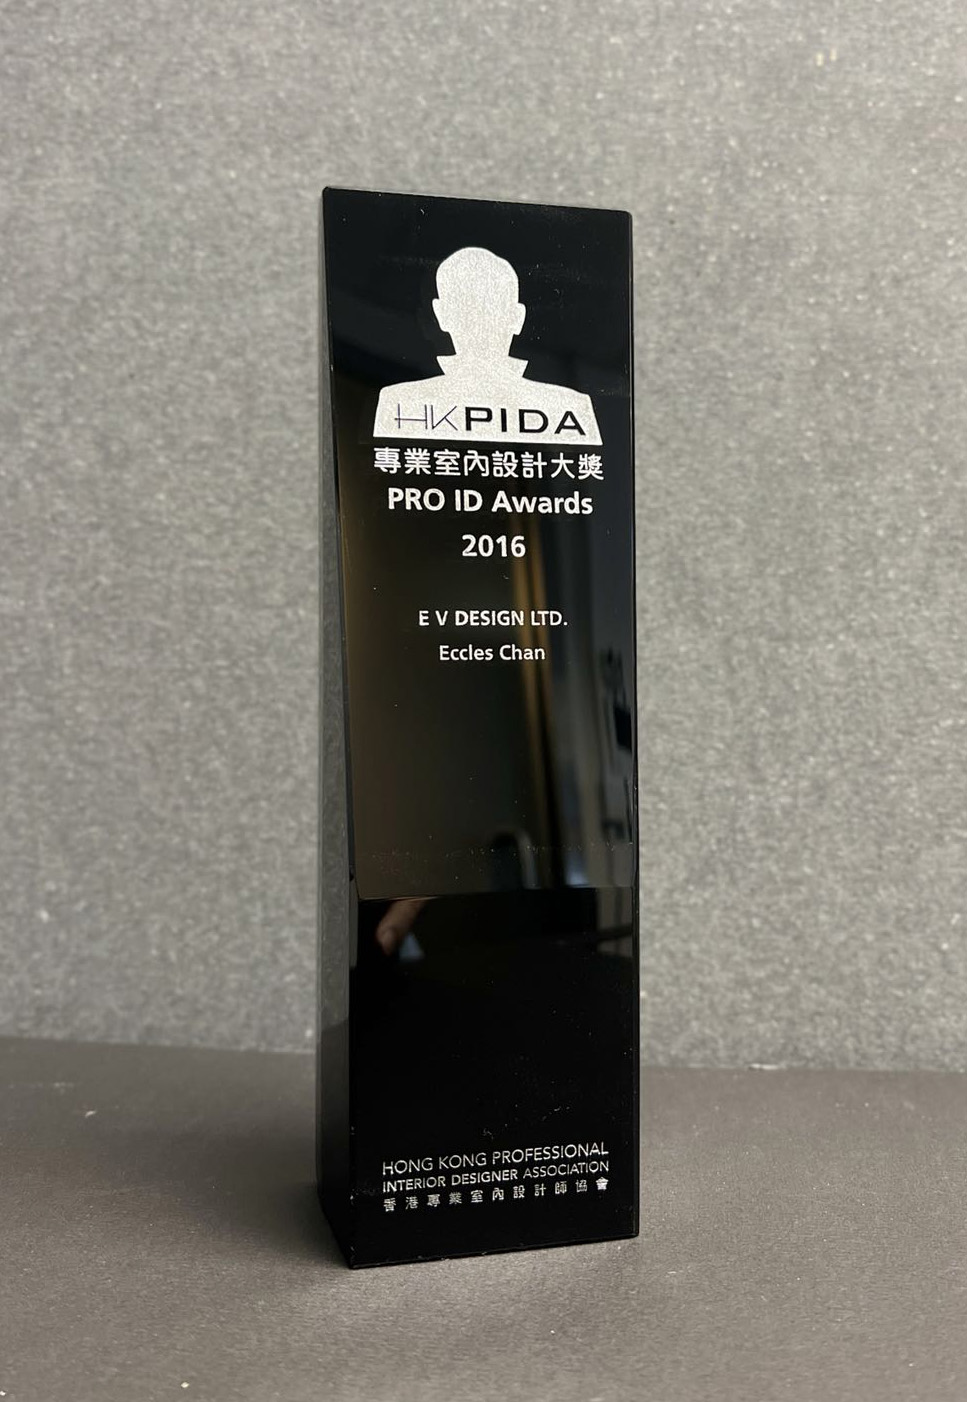 HKPIDA
專業室內設計大獎
PRO ID Awards
2016
E V DESIGN LTD.
Eccles Chan
HONG KONG PROFESSIONAL
INTERIOR DESIGNER ASSOCIATION
香港專業室內設計師協會